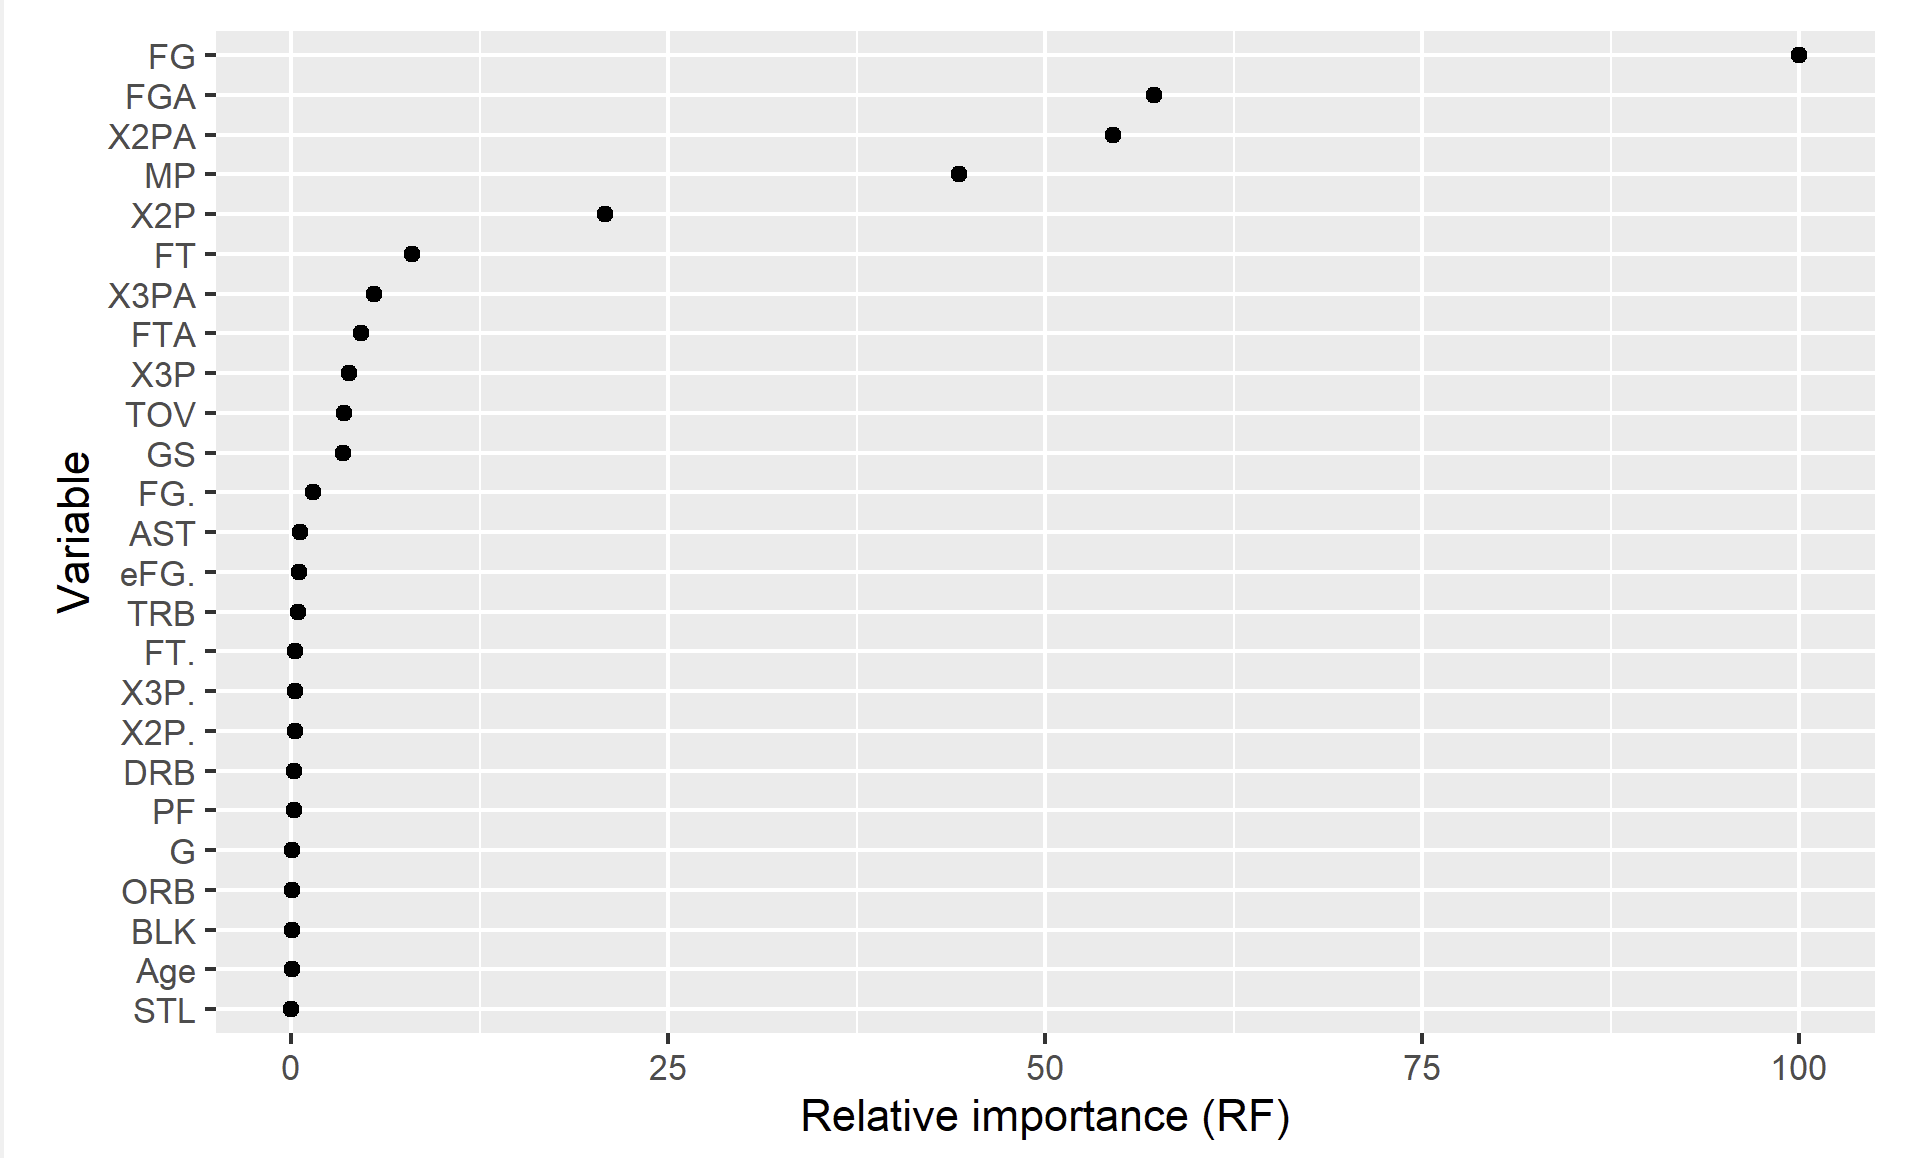 FG
FGA
X2PA
MP
X2P
FT
X3PA
FTA
X3P
TOV
GS
FG.
AST
eFG.
TRB
FT.
X3P.
X2P.
DRB
PF
G
ORB
BLK
Age
STL
Variable
0 25 50 75 100
Relative importance (RF)